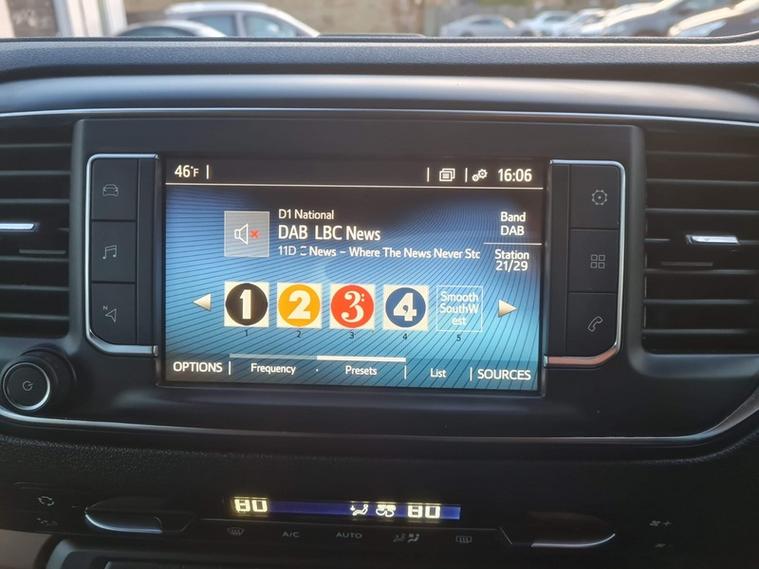 46°F
16:06
D1 National
DAB LBC News
11D C News – Where The News Never Sto
Band
DAB
Station
21/29
1
2
3
4
Smooth
SouthW
est
1
2
3
4
5
OPTIONS
Frequency
Presets
List
SOURCES
N
80
80
A/C
AUTO